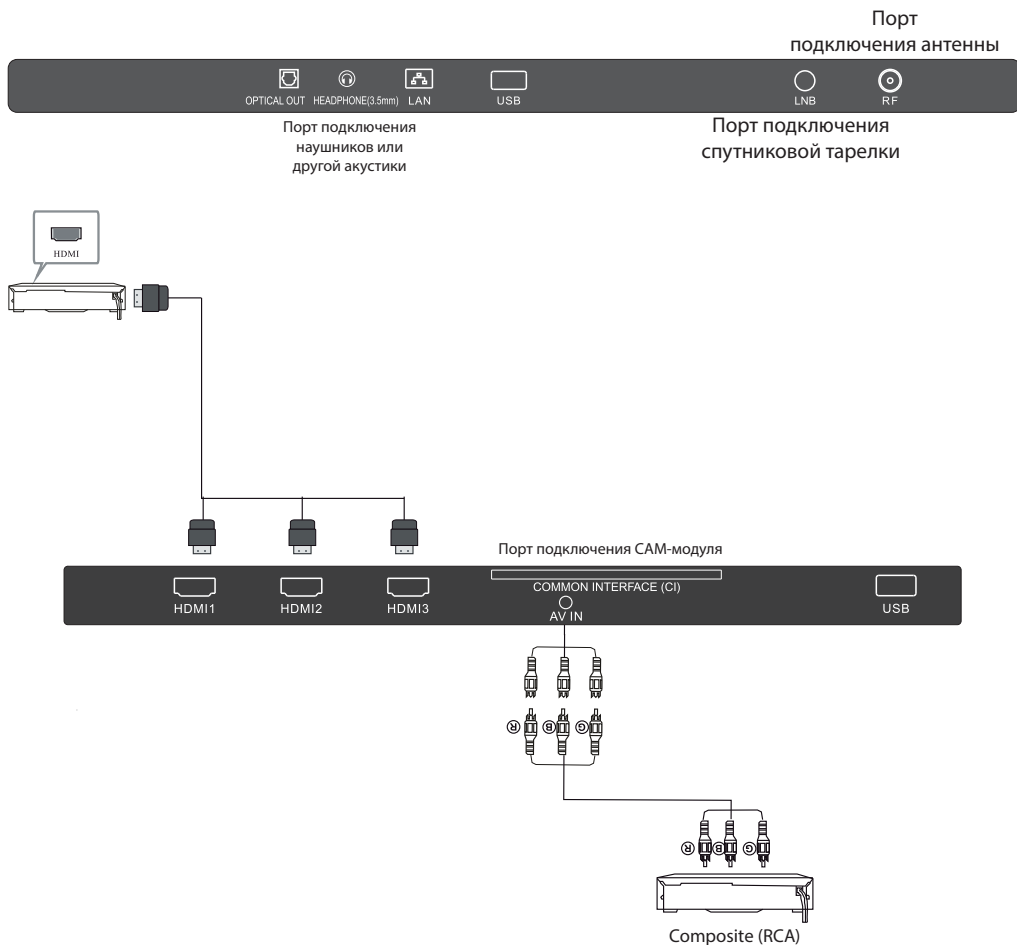 Порт
подключения антенны
OPTICAL OUT HEADPHONE(3.5mm) LAN USB LNB RF
Порт подключения
наушников или
другой акустики
Порт подключения
спутниковой тарелки
HDMI
Порт подключения CAM-модуля
COMMON INTERFACE (CI)
HDMI1 HDMI2 HDMI3 AV IN USB
R B G
R B G
Composite (RCA)